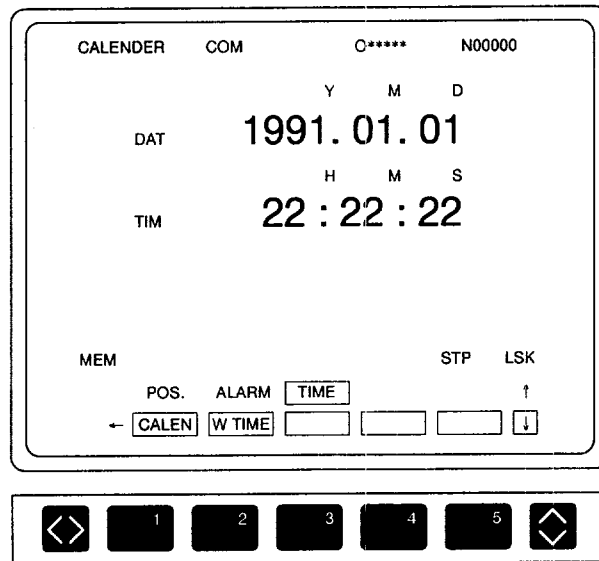 CALENDER COM O***** N00000
Y M D
DAT 1991. 01. 01
H M S
TIM 22 : 22 : 22
MEM STP LSK
POS. ALARM TIME ↑
← CALEN W TIME ↓
1 2 3 4 5